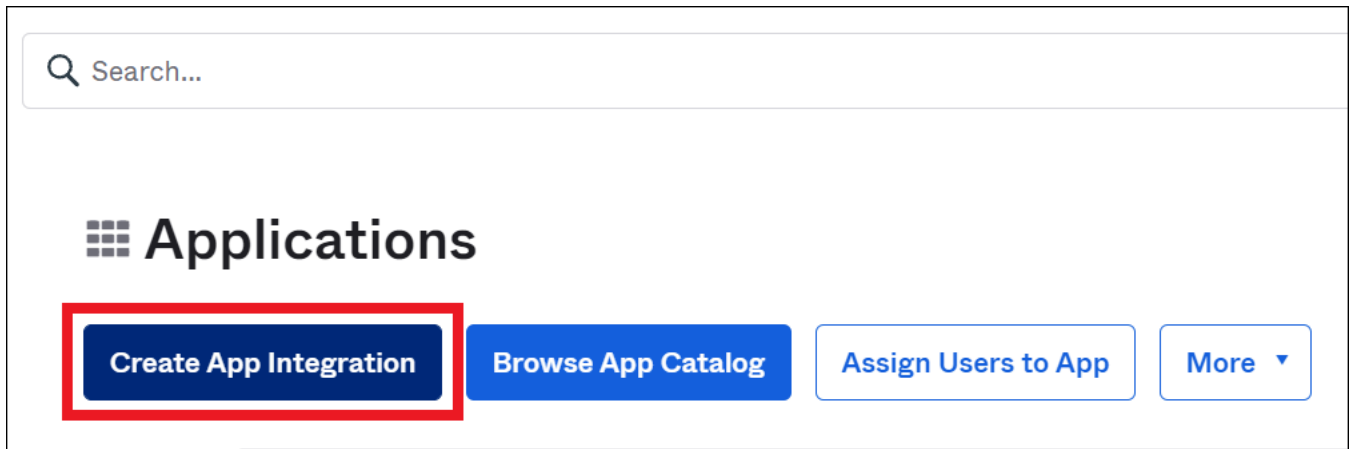 Search...
Applications
Create App Integration Browse App Catalog Assign Users to App More